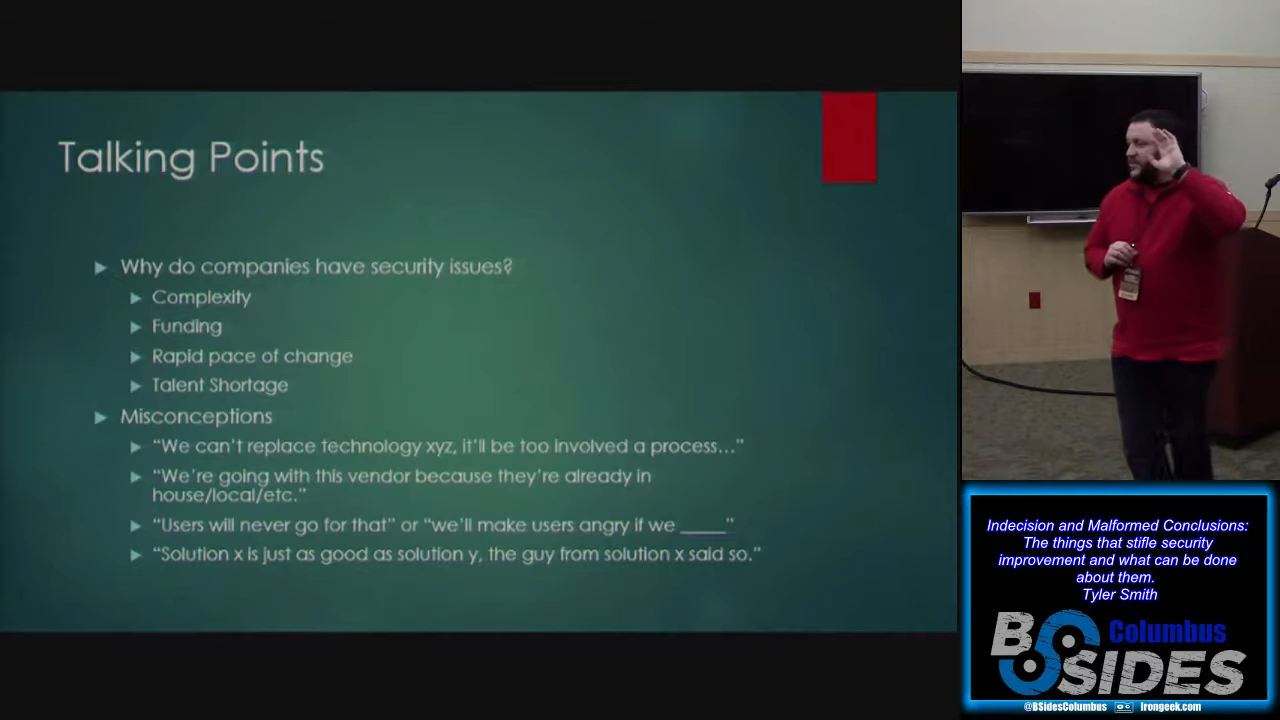 Talking Points
Why do companies have security issues?
Complexity
Funding
Rapid pace of change
Talent Shortage
Misconceptions
“We can’t replace technology xyz, it’ll be too involved a process…”
“We’re going with this vendor because they’re already in
house/local/etc.”
“Users will never go for that” or “we’ll make users angry if we _____”
“Solution x is just as good as solution y, the guy from solution x said so.”
Indecision and Malformed Conclusions:
The things that stifle security
improvement and what can be done
about them.
Tyler Smith
BSIDES
Columbus
@BSidesColumbus Irongeek.com